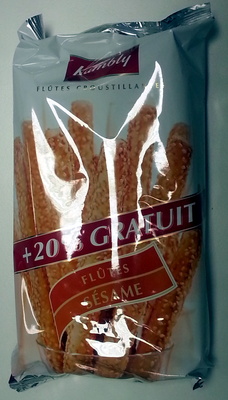 Kambly
FLÛTES CROUSTILLANTES
+20% GRATUIT
FLÛTES
SÉSAME